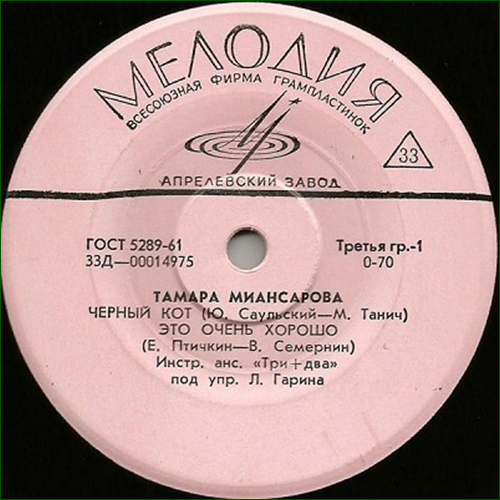 МЕЛОДИЯ
ВСЕСОЮЗНАЯ ФИРМА ГРАМПЛАСТИНОК
33
АПРЕЛЕВСКИЙ ЗАВОД
ГОСТ 5289-61
Третья гр.-1
33Д—00014975
0-70
ТАМАРА МИАНСАРОВА
ЧЕРНЫЙ КОТ (Ю. Саульский—М. Танич)
ЭТО ОЧЕНЬ ХОРОШО
(Е. Птичкин—В. Семернин)
Инстр. анс. «Три+два»
под упр. Л. Гарина